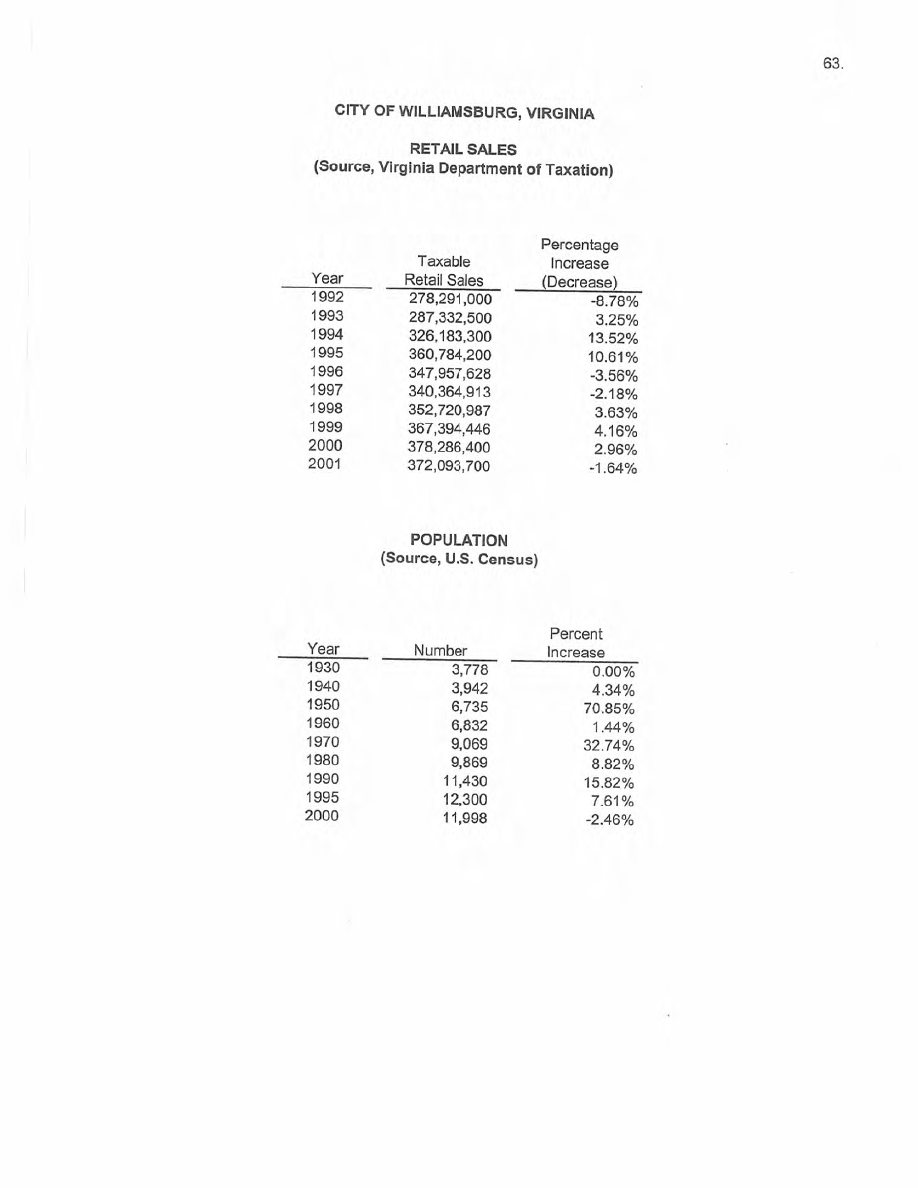 63.
CITY OF WILLIAMSBURG, VIRGINIA
RETAIL SALES
(Source, Virginia Department of Taxation)
Percentage
Taxable Increase
Year Retail Sales (Decrease)
1992 278,291,000 -8.78%
1993 287,332,500 3.25%
1994 326,183,300 13.52%
1995 360,784,200 10.61%
1996 347,957,628 -3.56%
1997 340,364,913 -2.18%
1998 352,720,987 3.63%
1999 367,394,446 4.16%
2000 378,286,400 2.96%
2001 372,093,700 -1.64%
POPULATION
(Source, U.S. Census)
Percent
Year Number Increase
1930 3,778 0.00%
1940 3,942 4.34%
1950 6,735 70.85%
1960 6,832 1.44%
1970 9,069 32.74%
1980 9,869 8.82%
1990 11,430 15.82%
1995 12,300 7.61%
2000 11,998 -2.46%